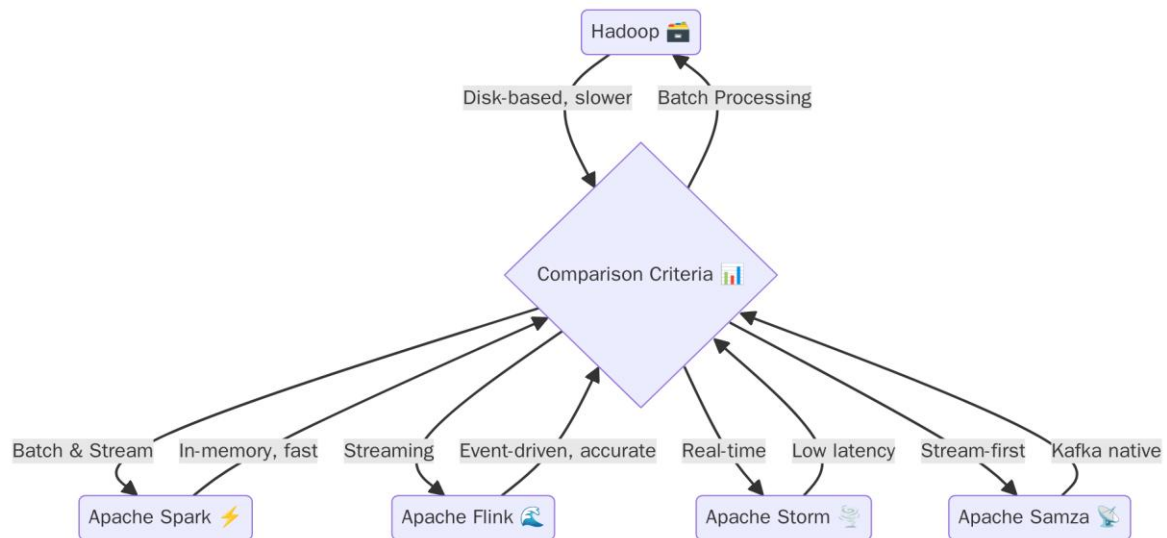 Hadoop 🗃️
Disk-based, slower
Batch Processing
Comparison Criteria 📊
Batch & Stream
In-memory, fast
Streaming
Event-driven, accurate
Real-time
Low latency
Stream-first
Kafka native
Apache Spark ⚡
Apache Flink 🌊
Apache Storm 🌪️
Apache Samza 📡